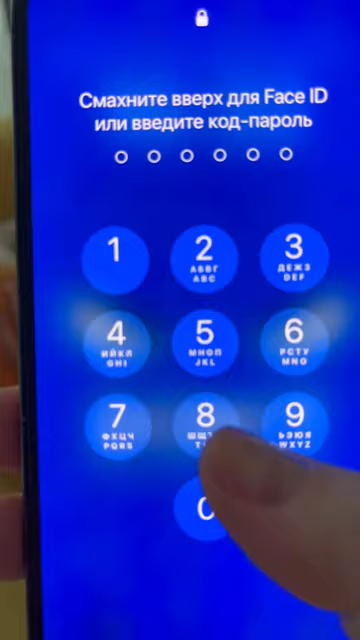 Смахните вверх для Face ID
или введите код-пароль
1
2
АБВГ
ABC
3
ДЕЖЗ
DEF
4
ИЙКЛ
GHI
5
МНОП
JKL
6
РСТУ
MNO
7
ФХЦЧ
PQRS
8
9
ЬЭЮЯ
WXYZ